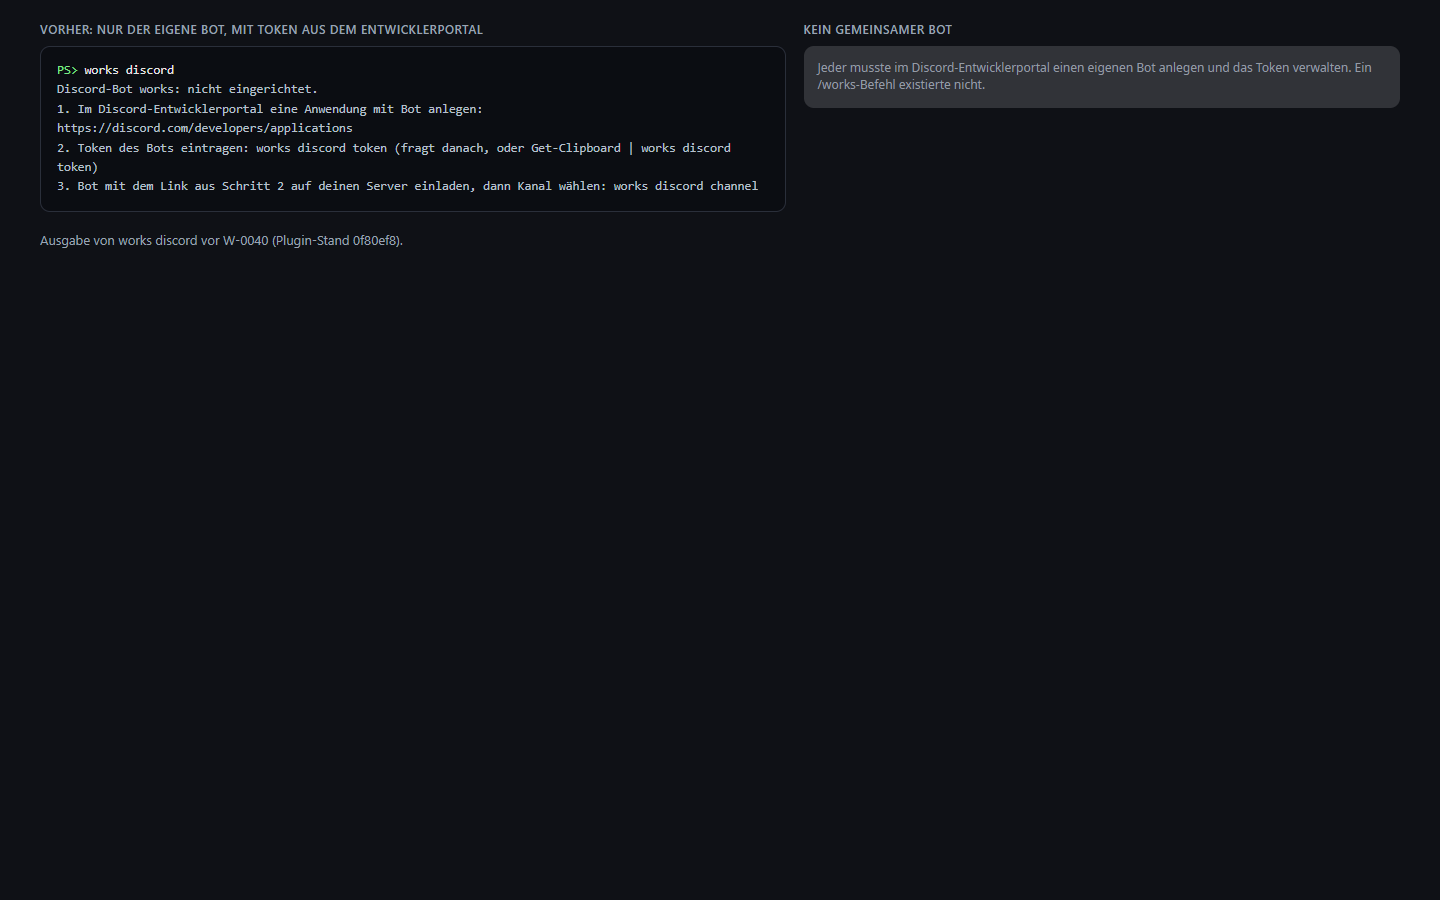 VORHER: NUR DER EIGENE BOT, MIT TOKEN AUS DEM ENTWICKLERPORTAL
PS> works discord
Discord-Bot works: nicht eingerichtet.
1. Im Discord-Entwicklerportal eine Anwendung mit Bot anlegen:
https://discord.com/developers/applications
2. Token des Bots eintragen: works discord token (fragt danach, oder Get-Clipboard | works discord
token)
3. Bot mit dem Link aus Schritt 2 auf deinen Server einladen, dann Kanal wählen: works discord channel
Ausgabe von works discord vor W-0040 (Plugin-Stand 0f80ef8).
KEIN GEMEINSAMER BOT
Jeder musste im Discord-Entwicklerportal einen eigenen Bot anlegen und das Token verwalten. Ein
/works-Befehl existierte nicht.